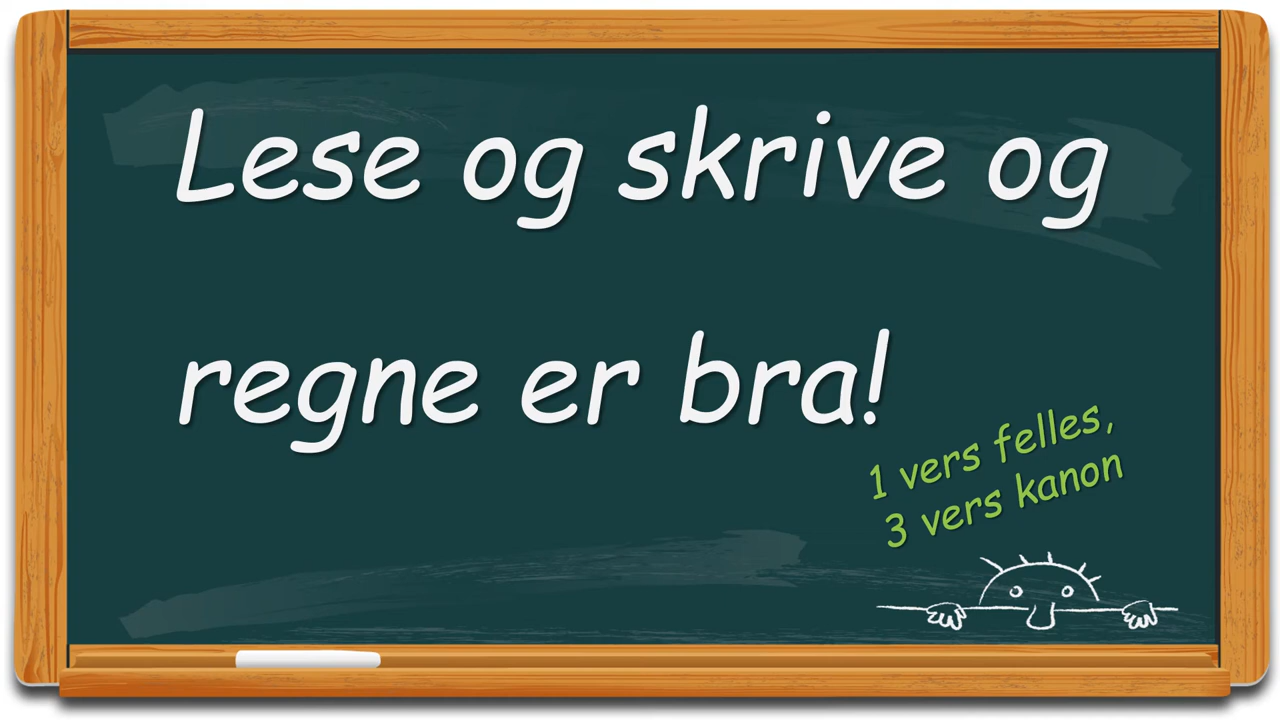 Lese og skrive og
regne er bra!
1 vers felles,
3 vers kanon